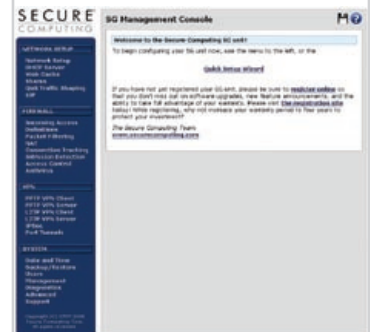 SECURE
COMPUTING
SG Management Console
Welcome to the Secure Computing SG unit!
To begin configuring your SG unit now, use the menu to the left, or the
Quick Setup Wizard
If you have not yet registered your SG unit, please be sure to register online so
that you don't miss out on software upgrades, new feature announcements, and the
ability to take full advantage of your warranty. Please visit the registration site
today! While registering, why not increase your warranty period to four years to
protect your investment?
The Secure Computing Team.
www.securecomputing.com
NETWORK SETUP
Network Setup
DHCP Server
Web Cache
Shares
QoS Traffic Shaping
SIP
FIREWALL
Incoming Access
Definitions
Packet Filtering
NAT
Connection Tracking
Intrusion Detection
Access Control
Antivirus
VPN
PPTP VPN Client
PPTP VPN Server
L2TP VPN Client
L2TP VPN Server
IPSec
Port Tunnels
SYSTEM
Date and Time
Backup/Restore
Users
Management
Diagnostics
Advanced
Support